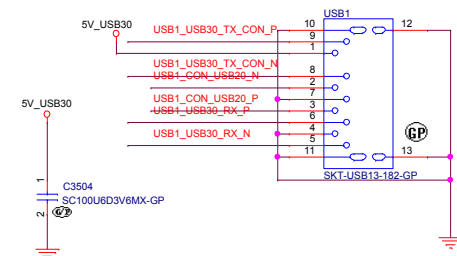 USB1
5V_USB30
USB1_USB30_TX_CON_P
10
12
9
1
USB1_USB30_TX_CON_N
8
USB1_CON_USB20_N
2
7
USB1_CON_USB20_P
3
USB1_USB30_RX_P
6
4
USB1_USB30_RX_N
5
11
13
GP
SKT-USB13-182-GP
5V_USB30
1
C3504
SC100U6D3V6MX-GP
2
GP